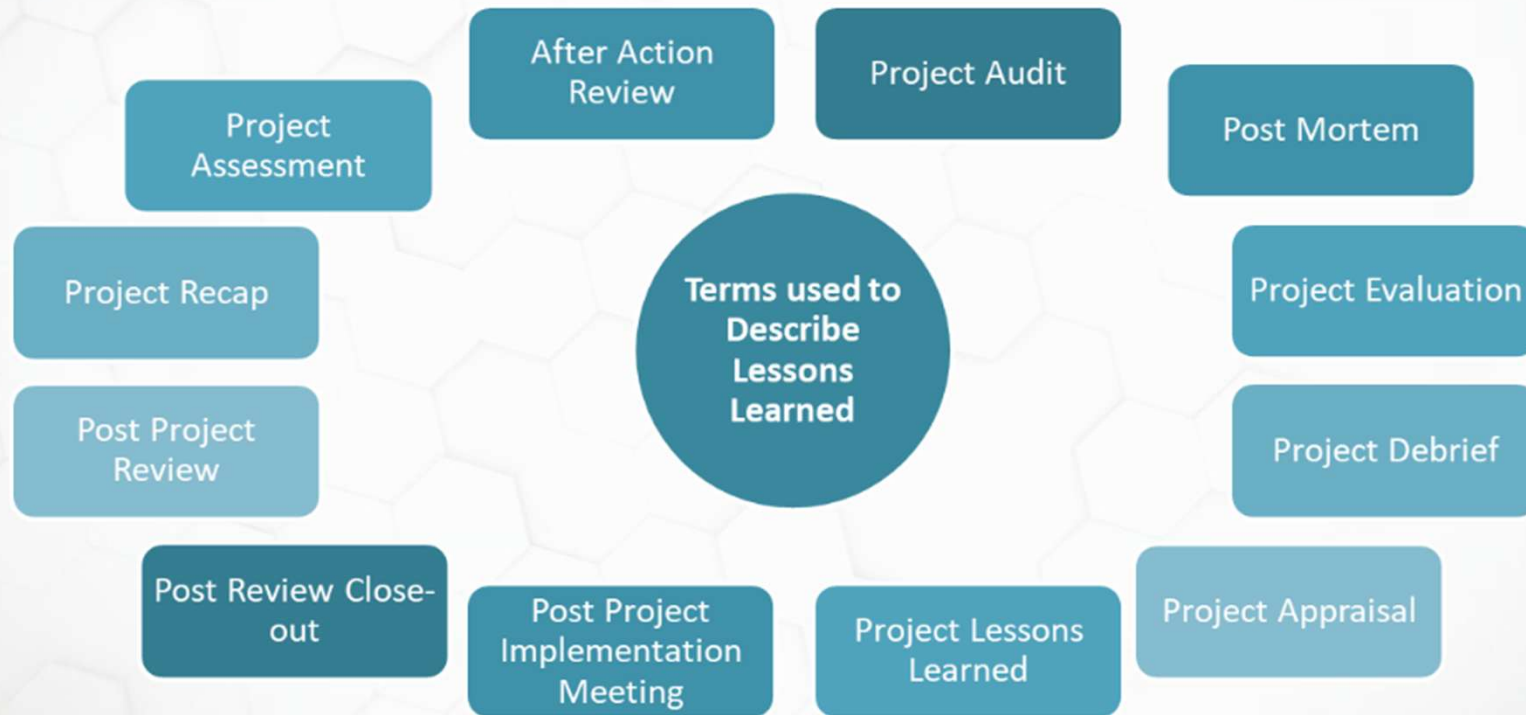 After Action
Review
Project Audit
Post Mortem
Project Evaluation
Project Debrief
Project Appraisal
Project Lessons
Learned
Post Project
Implementation
Meeting
Post Review Close-
out
Post Project
Review
Project Recap
Project
Assessment
Terms used to
Describe
Lessons
Learned